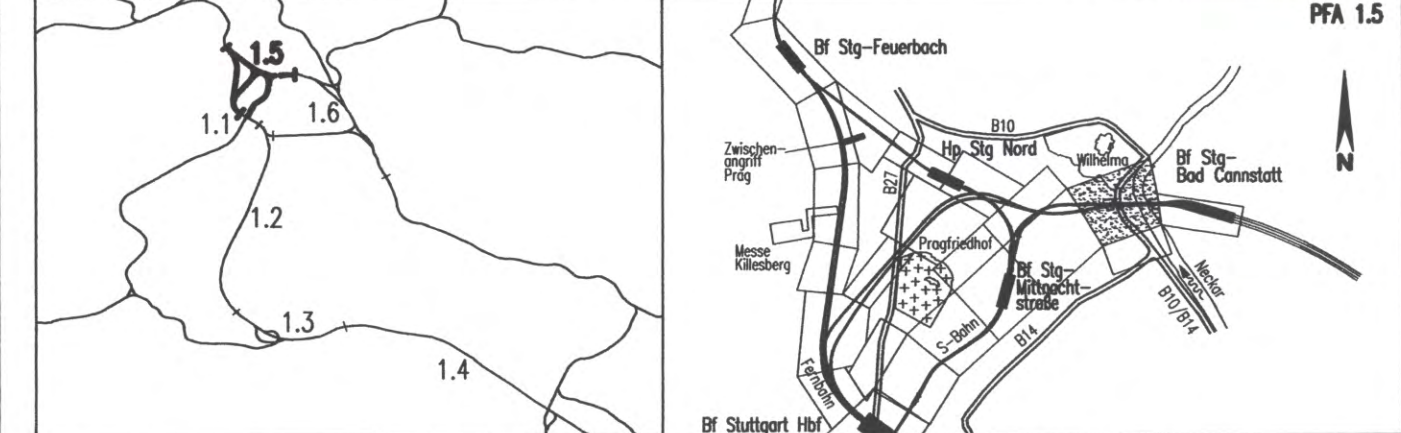 1.5
1.1
1.6
1.2
1.3
1.4
PFA 1.5
Bf Stg-Feuerbach
N
B10
Zwischen-
angriff
Prag
Hp Stg Nord
Wilhelma
Bf Stg-
Bad Cannstatt
B27
Messe
Killesberg
Pragfriedhof
Bf Stg-
Mittnacht-
straße
Neckar
B10/B14
S-Bahn
B14
Fernbahn
Bf Stuttgart Hbf